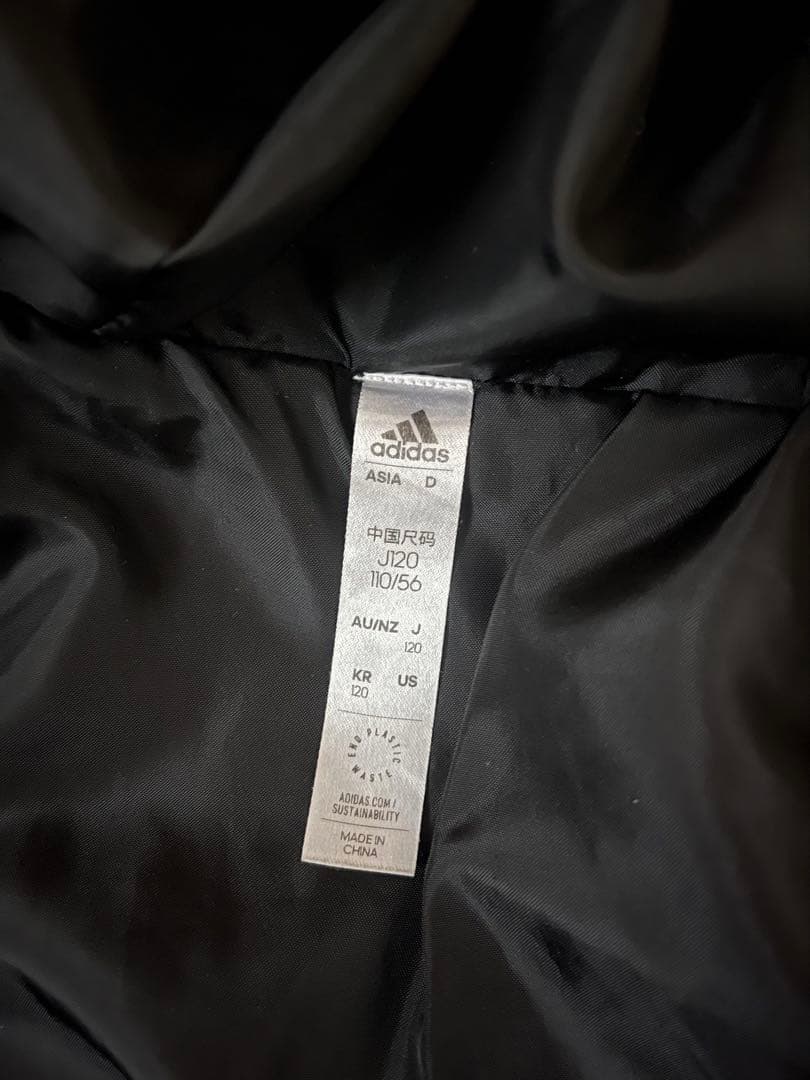 adidas
ASIA D
中国尺码
J120
110/56
AU/NZ J
120
KR US
120
END PLASTIC WASTE
ADIDAS.COM/
SUSTAINABILITY
MADE IN
CHINA